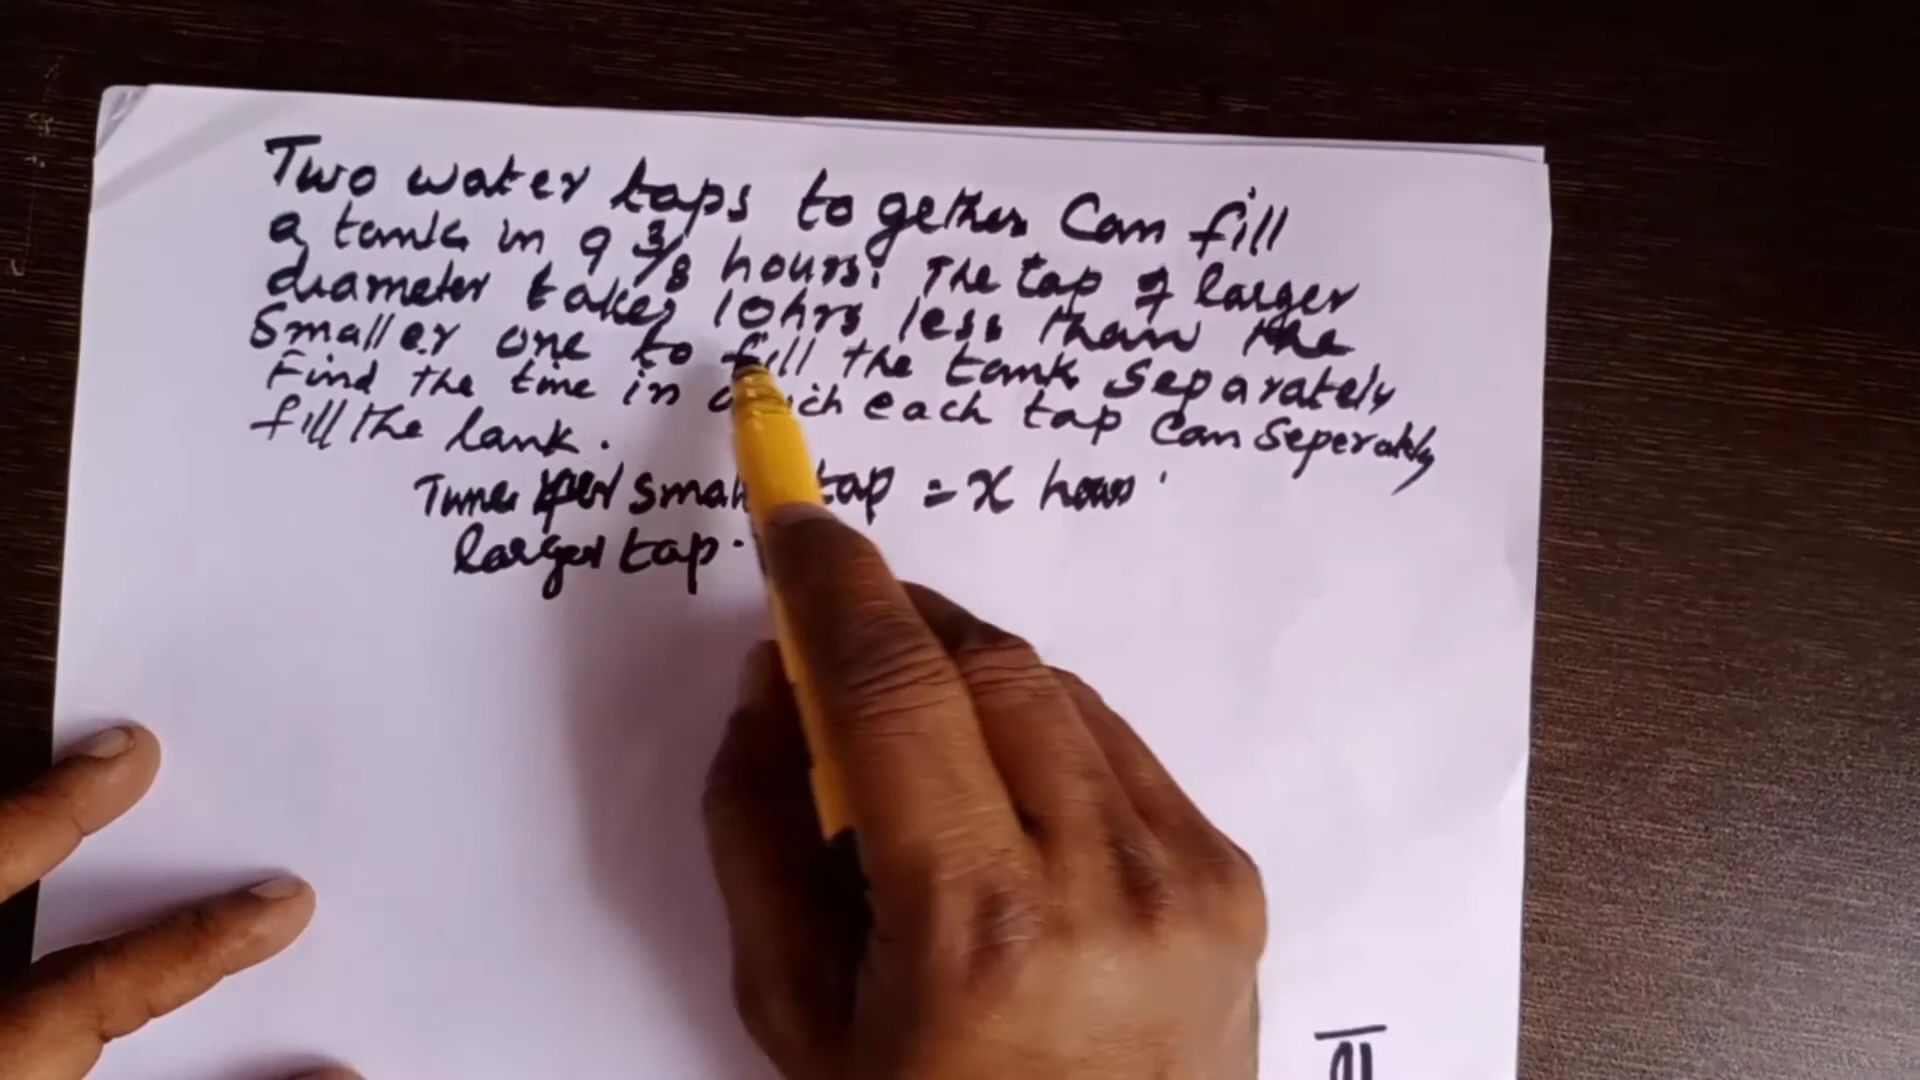 Two water taps together Can fill
a tank in 9 3/8 hours. The tap of larger
diameter takes 10hrs less than the
Smaller one to fill the tank Separately
Find the time in which each tap Can Seperately
fill the tank.
Time for small tap = x hours
larger tap.